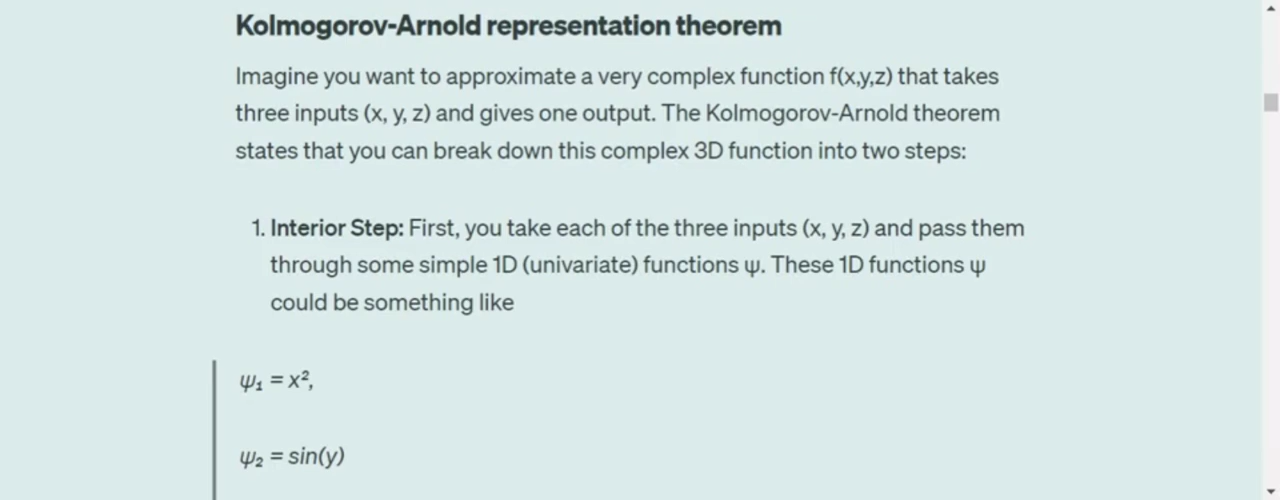 Kolmogorov-Arnold representation theorem
Imagine you want to approximate a very complex function f(x,y,z) that takes
three inputs (x, y, z) and gives one output. The Kolmogorov-Arnold theorem
states that you can break down this complex 3D function into two steps:
1. Interior Step: First, you take each of the three inputs (x, y, z) and pass them
through some simple 1D (univariate) functions ψ. These 1D functions ψ
could be something like
ψ₁ = x²,
ψ₂ = sin(y)